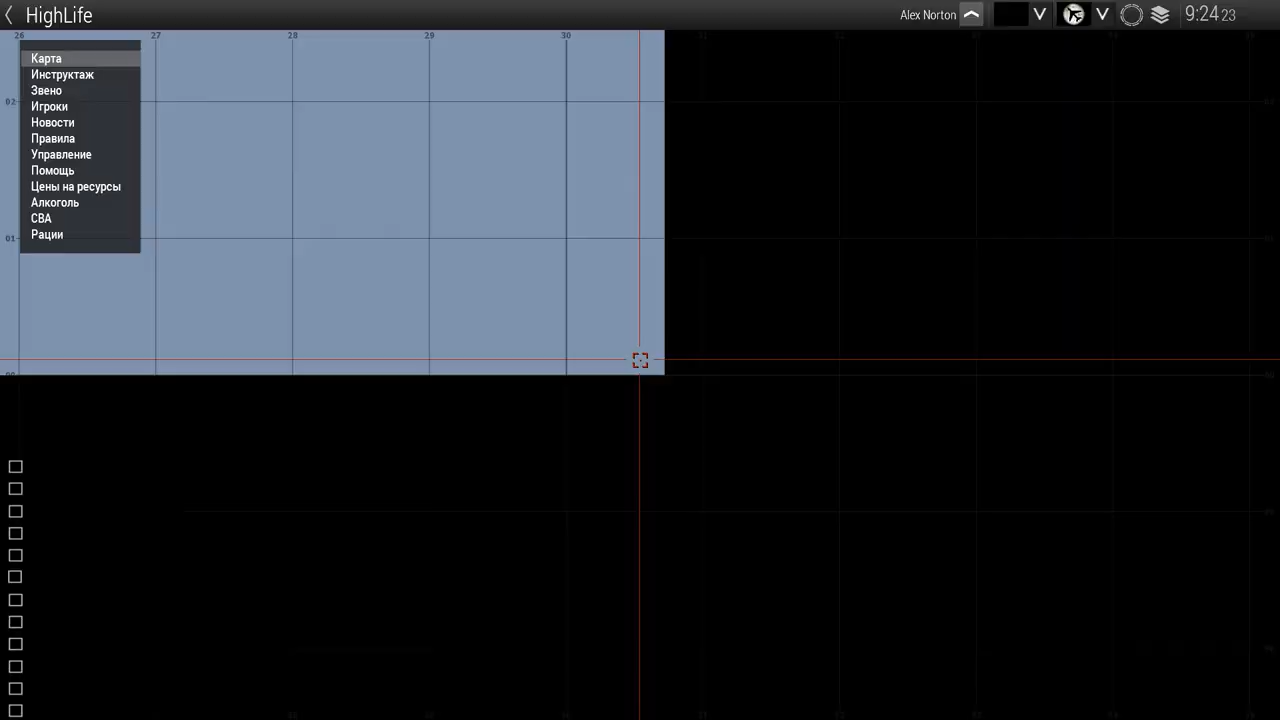 HighLife
Alex Norton
9:24 23
26 27 28 29 30
Карта
Инструктаж
Звено
Игроки
Новости
Правила
Управление
Помощь
Цены на ресурсы
Алкоголь
СВА
Рации
02
01